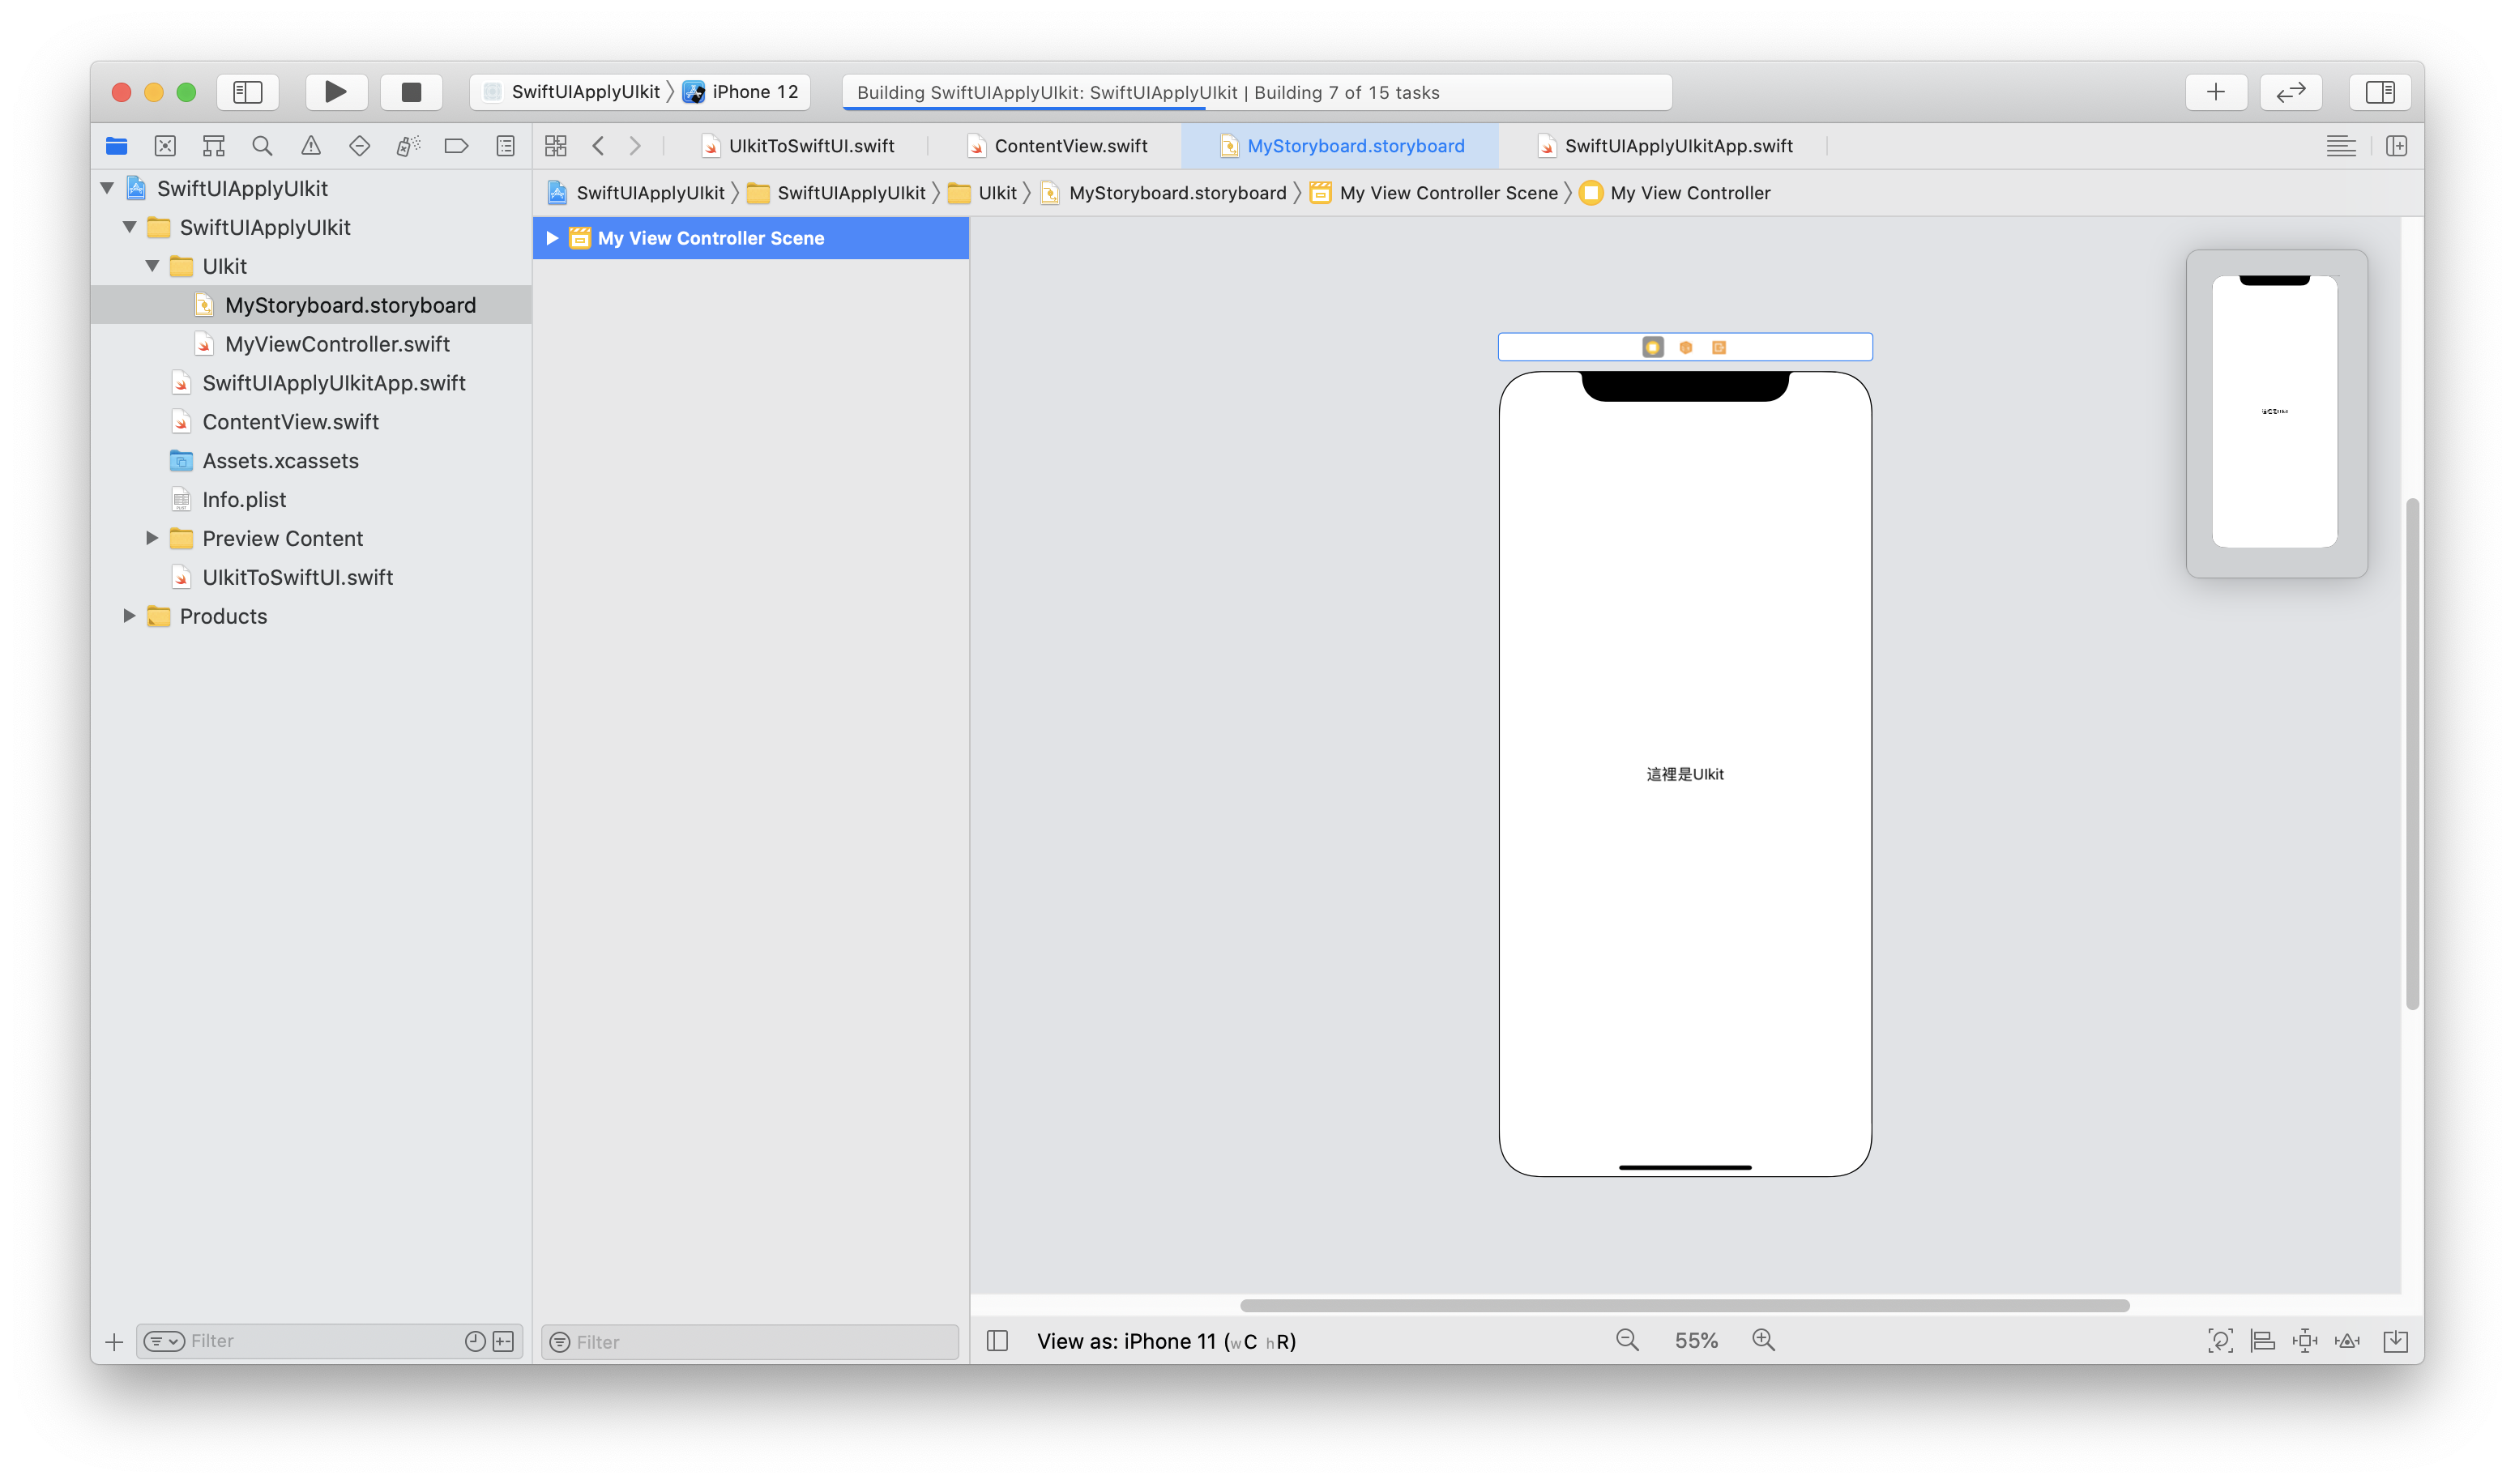 SwiftUIApplyUIkit 〉 iPhone 12
Building SwiftUIApplyUIkit: SwiftUIApplyUIkit | Building 7 of 15 tasks
UIkitToSwiftUI.swift
ContentView.swift
MyStoryboard.storyboard
SwiftUIApplyUIkitApp.swift
SwiftUIApplyUIkit 〉 SwiftUIApplyUIkit 〉 UIkit 〉 MyStoryboard.storyboard 〉 My View Controller Scene 〉 My View Controller
SwiftUIApplyUIkit
SwiftUIApplyUIkit
UIkit
MyStoryboard.storyboard
MyViewController.swift
SwiftUIApplyUIkitApp.swift
ContentView.swift
Assets.xcassets
Info.plist
Preview Content
UIkitToSwiftUI.swift
Products
Filter
My View Controller Scene
Filter
這裡是UIkit
View as: iPhone 11 (wC hR)
55%